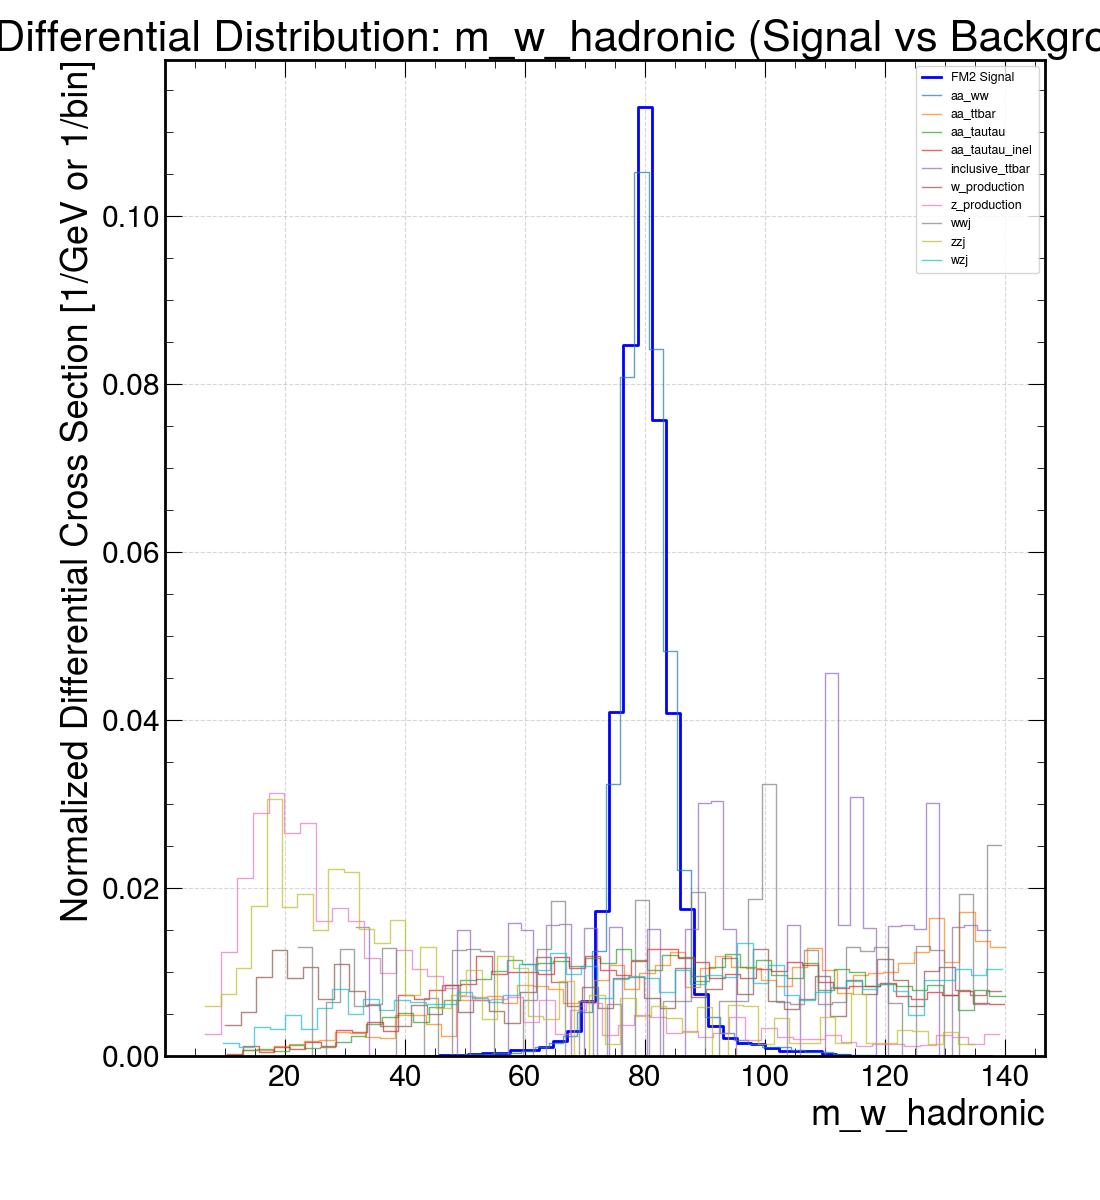 Differential Distribution: m_w_hadronic (Signal vs Backgro
Normalized Differential Cross Section [1/GeV or 1/bin]
FM2 Signal
aa_ww
aa_ttbar
aa_tautau
aa_tautau_inel
inclusive_ttbar
w_production
z_production
wwj
zzj
wzj
0.10
0.08
0.06
0.04
0.02
0.00
20 40 60 80 100 120 140
m_w_hadronic